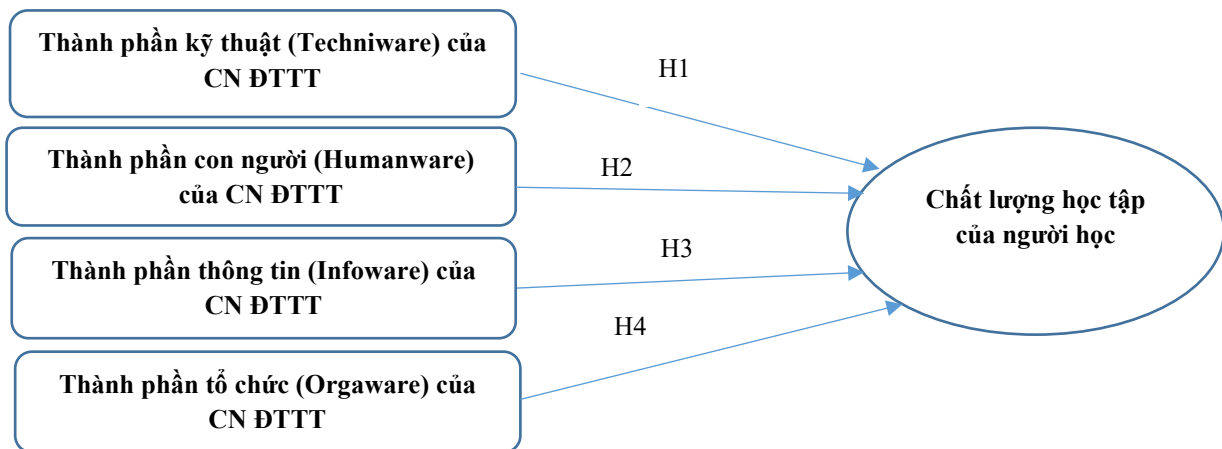 Thành phần kỹ thuật (Techniware) của
CN ĐTTT
H1
Thành phần con người (Humanware)
của CN ĐTTT
H2
Chất lượng học tập
của người học
Thành phần thông tin (Infoware) của
CN ĐTTT
H3
Thành phần tổ chức (Orgaware) của
CN ĐTTT
H4